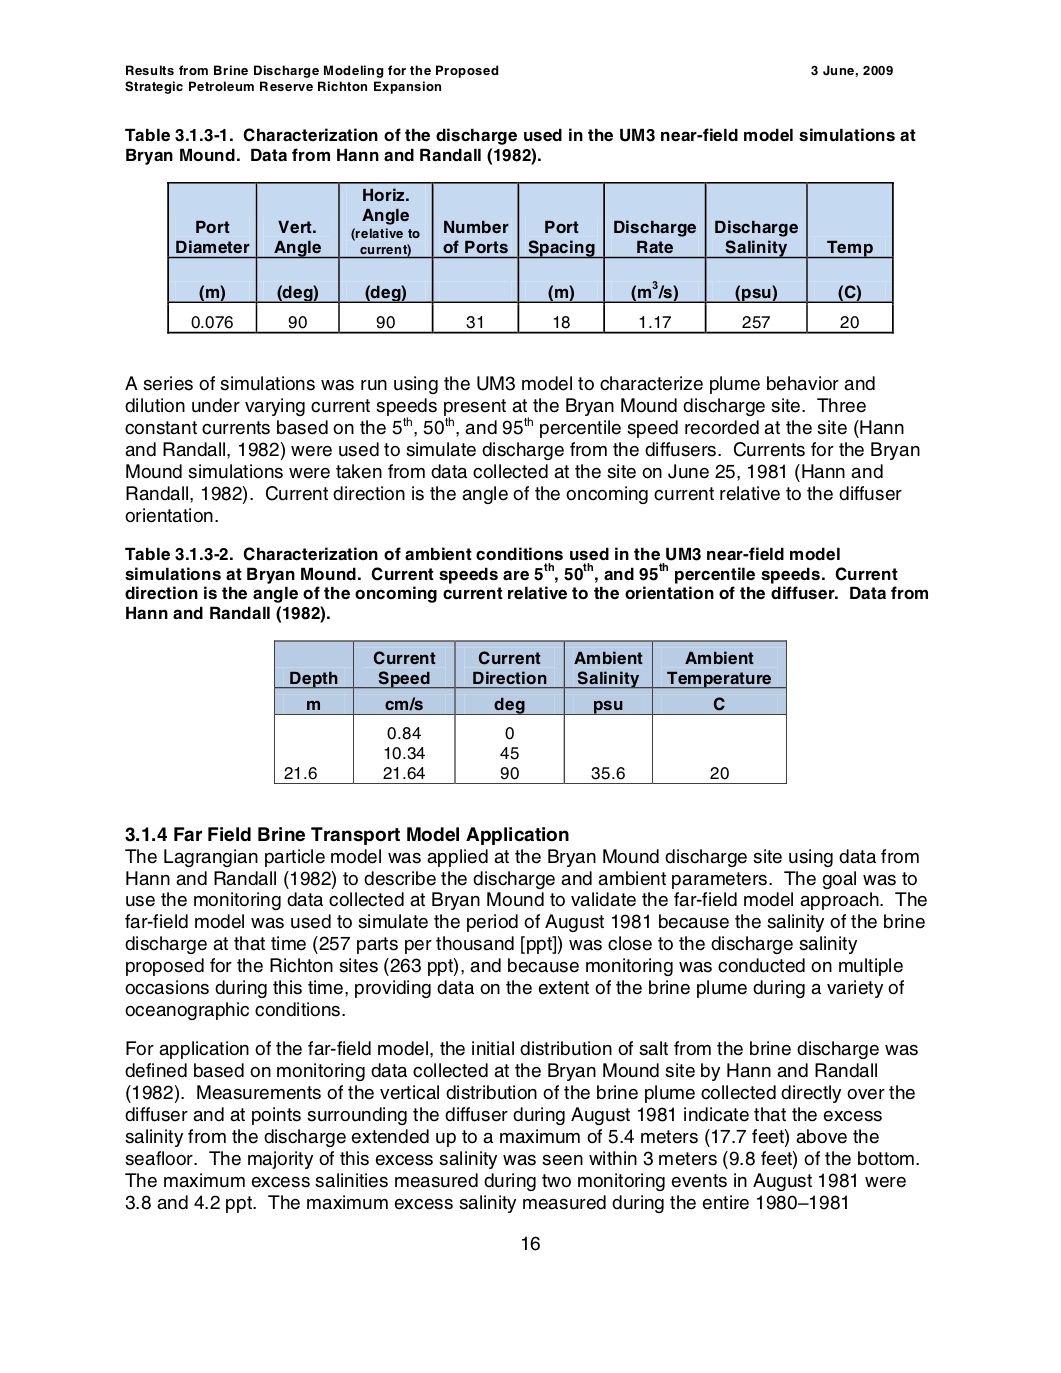 Results from Brine Discharge Modeling for the Proposed
3 June, 2009
Strategic Petroleum Reserve Richton Expansion
Table 3.1.3-1.  Characterization of the discharge used in the UM3 near-field model simulations at
Bryan Mound.  Data from Hann and Randall (1982).
Port Diameter | Vert. Angle | Horiz. Angle (relative to current) | Number of Ports | Port Spacing | Discharge Rate | Discharge Salinity | Temp
(m) | (deg) | (deg) | | (m) | (m³/s) | (psu) | (C)
0.076 | 90 | 90 | 31 | 18 | 1.17 | 257 | 20
A series of simulations was run using the UM3 model to characterize plume behavior and
dilution under varying current speeds present at the Bryan Mound discharge site.  Three
constant currents based on the 5th, 50th, and 95th percentile speed recorded at the site (Hann
and Randall, 1982) were used to simulate discharge from the diffusers.  Currents for the Bryan
Mound simulations were taken from data collected at the site on June 25, 1981 (Hann and
Randall, 1982).  Current direction is the angle of the oncoming current relative to the diffuser
orientation.
Table 3.1.3-2.  Characterization of ambient conditions used in the UM3 near-field model
simulations at Bryan Mound.  Current speeds are 5th, 50th, and 95th percentile speeds.  Current
direction is the angle of the oncoming current relative to the orientation of the diffuser.  Data from
Hann and Randall (1982).
Depth | Current Speed | Current Direction | Ambient Salinity | Ambient Temperature
m | cm/s | deg | psu | C
0.84 | 0
10.34 | 45
21.6 | 21.64 | 90 | 35.6 | 20
3.1.4 Far Field Brine Transport Model Application
The Lagrangian particle model was applied at the Bryan Mound discharge site using data from
Hann and Randall (1982) to describe the discharge and ambient parameters.  The goal was to
use the monitoring data collected at Bryan Mound to validate the far-field model approach.  The
far-field model was used to simulate the period of August 1981 because the salinity of the brine
discharge at that time (257 parts per thousand [ppt]) was close to the discharge salinity
proposed for the Richton sites (263 ppt), and because monitoring was conducted on multiple
occasions during this time, providing data on the extent of the brine plume during a variety of
oceanographic conditions.
For application of the far-field model, the initial distribution of salt from the brine discharge was
defined based on monitoring data collected at the Bryan Mound site by Hann and Randall
(1982).  Measurements of the vertical distribution of the brine plume collected directly over the
diffuser and at points surrounding the diffuser during August 1981 indicate that the excess
salinity from the discharge extended up to a maximum of 5.4 meters (17.7 feet) above the
seafloor.  The majority of this excess salinity was seen within 3 meters (9.8 feet) of the bottom.
The maximum excess salinities measured during two monitoring events in August 1981 were
3.8 and 4.2 ppt.  The maximum excess salinity measured during the entire 1980–1981
16